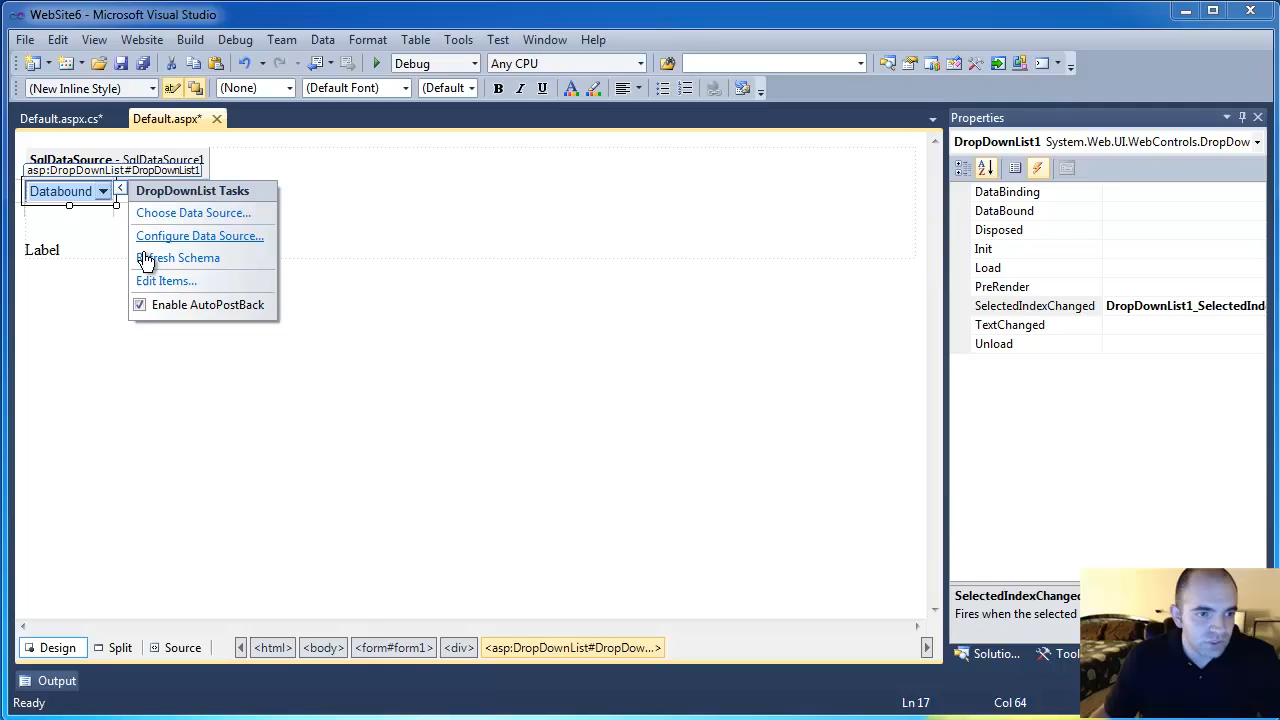 WebSite6 - Microsoft Visual Studio
File Edit View Website Build Debug Team Data Format Table Tools Test Window Help
Debug Any CPU
(New Inline Style) (None) (Default Font) (Default B I U A
Default.aspx.cs* Default.aspx*
SqlDataSource - SqlDataSource1
asp:DropDownList#DropDownList1
Databound
Label
DropDownList Tasks
Choose Data Source...
Configure Data Source...
Refresh Schema
Edit Items...
Enable AutoPostBack
Properties
DropDownList1 System.Web.UI.WebControls.DropDow
DataBinding
DataBound
Disposed
Init
Load
PreRender
SelectedIndexChanged DropDownList1_SelectedInd
TextChanged
Unload
SelectedIndexChanged
Fires when the selected
Solutio... Tool
Design Split Source <html> <body> <form#form1> <div> <asp:DropDownList#DropDow...>
Output
Ready Ln 17 Col 64